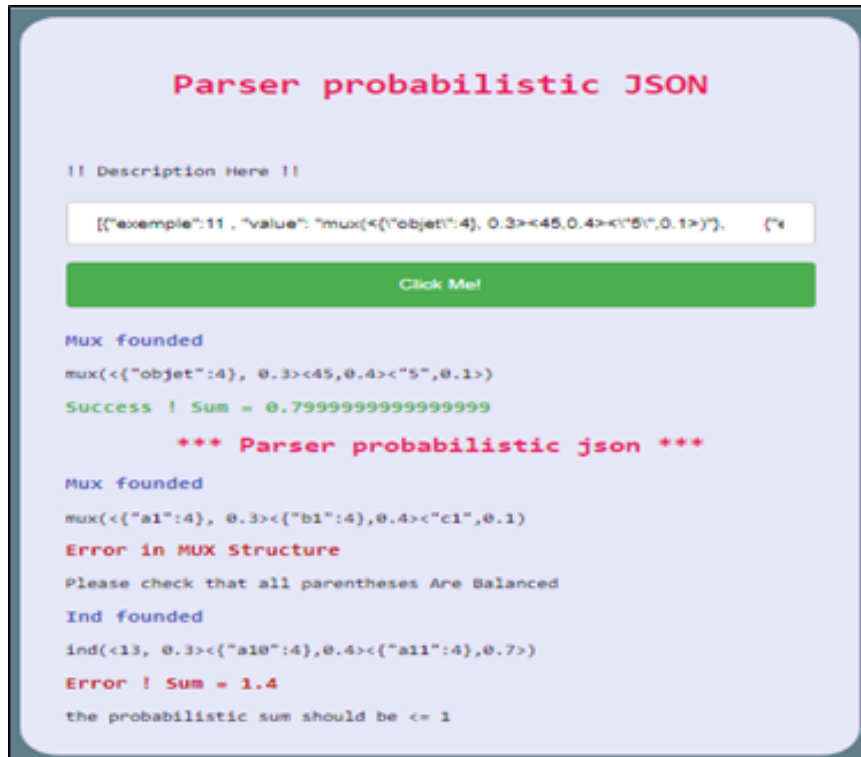 Parser probabilistic JSON
!! Description Here !!
[{"exemple":11 , "value": "mux(<{\"objet\":4}, 0.3><45,0.4><\"5\",0.1>)"}, {"e
Click Me!
Mux founded
mux(<{"objet":4}, 0.3><45,0.4><"5",0.1>)
Success ! Sum = 0.7999999999999999
*** Parser probabilistic json ***
Mux founded
mux(<{"a1":4}, 0.3><{"b1":4},0.4><"c1",0.1)
Error in MUX Structure
Please check that all parentheses Are Balanced
Ind founded
ind(<13, 0.3><{"a10":4},0.4><{"a11":4},0.7>)
Error ! Sum = 1.4
the probabilistic sum should be <= 1